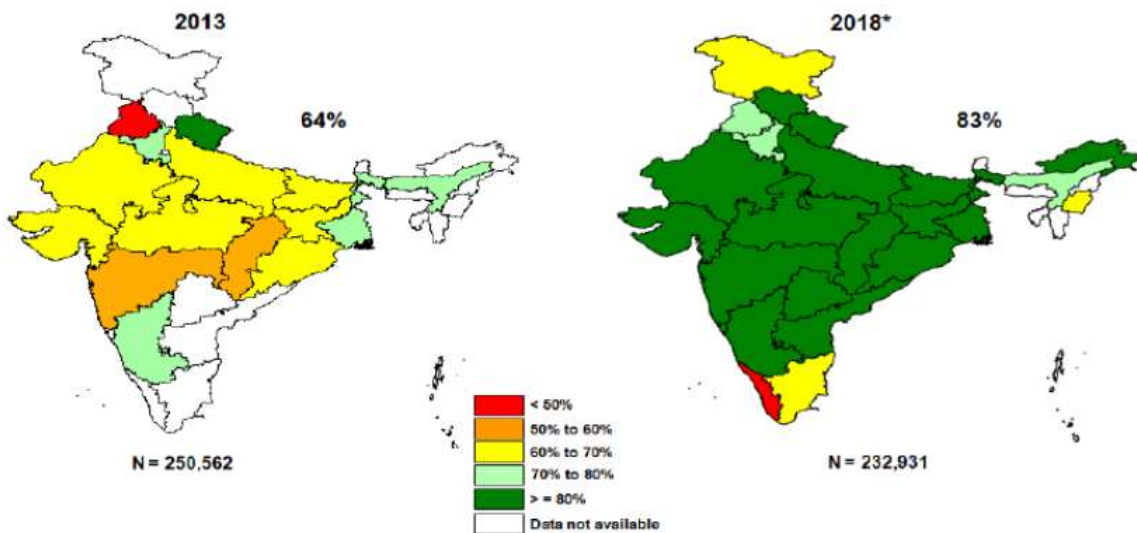 2013
2018*
64%
83%
< 50%
50% to 60%
60% to 70%
70% to 80%
> = 80%
Data not available
N = 250,562
N = 232,931